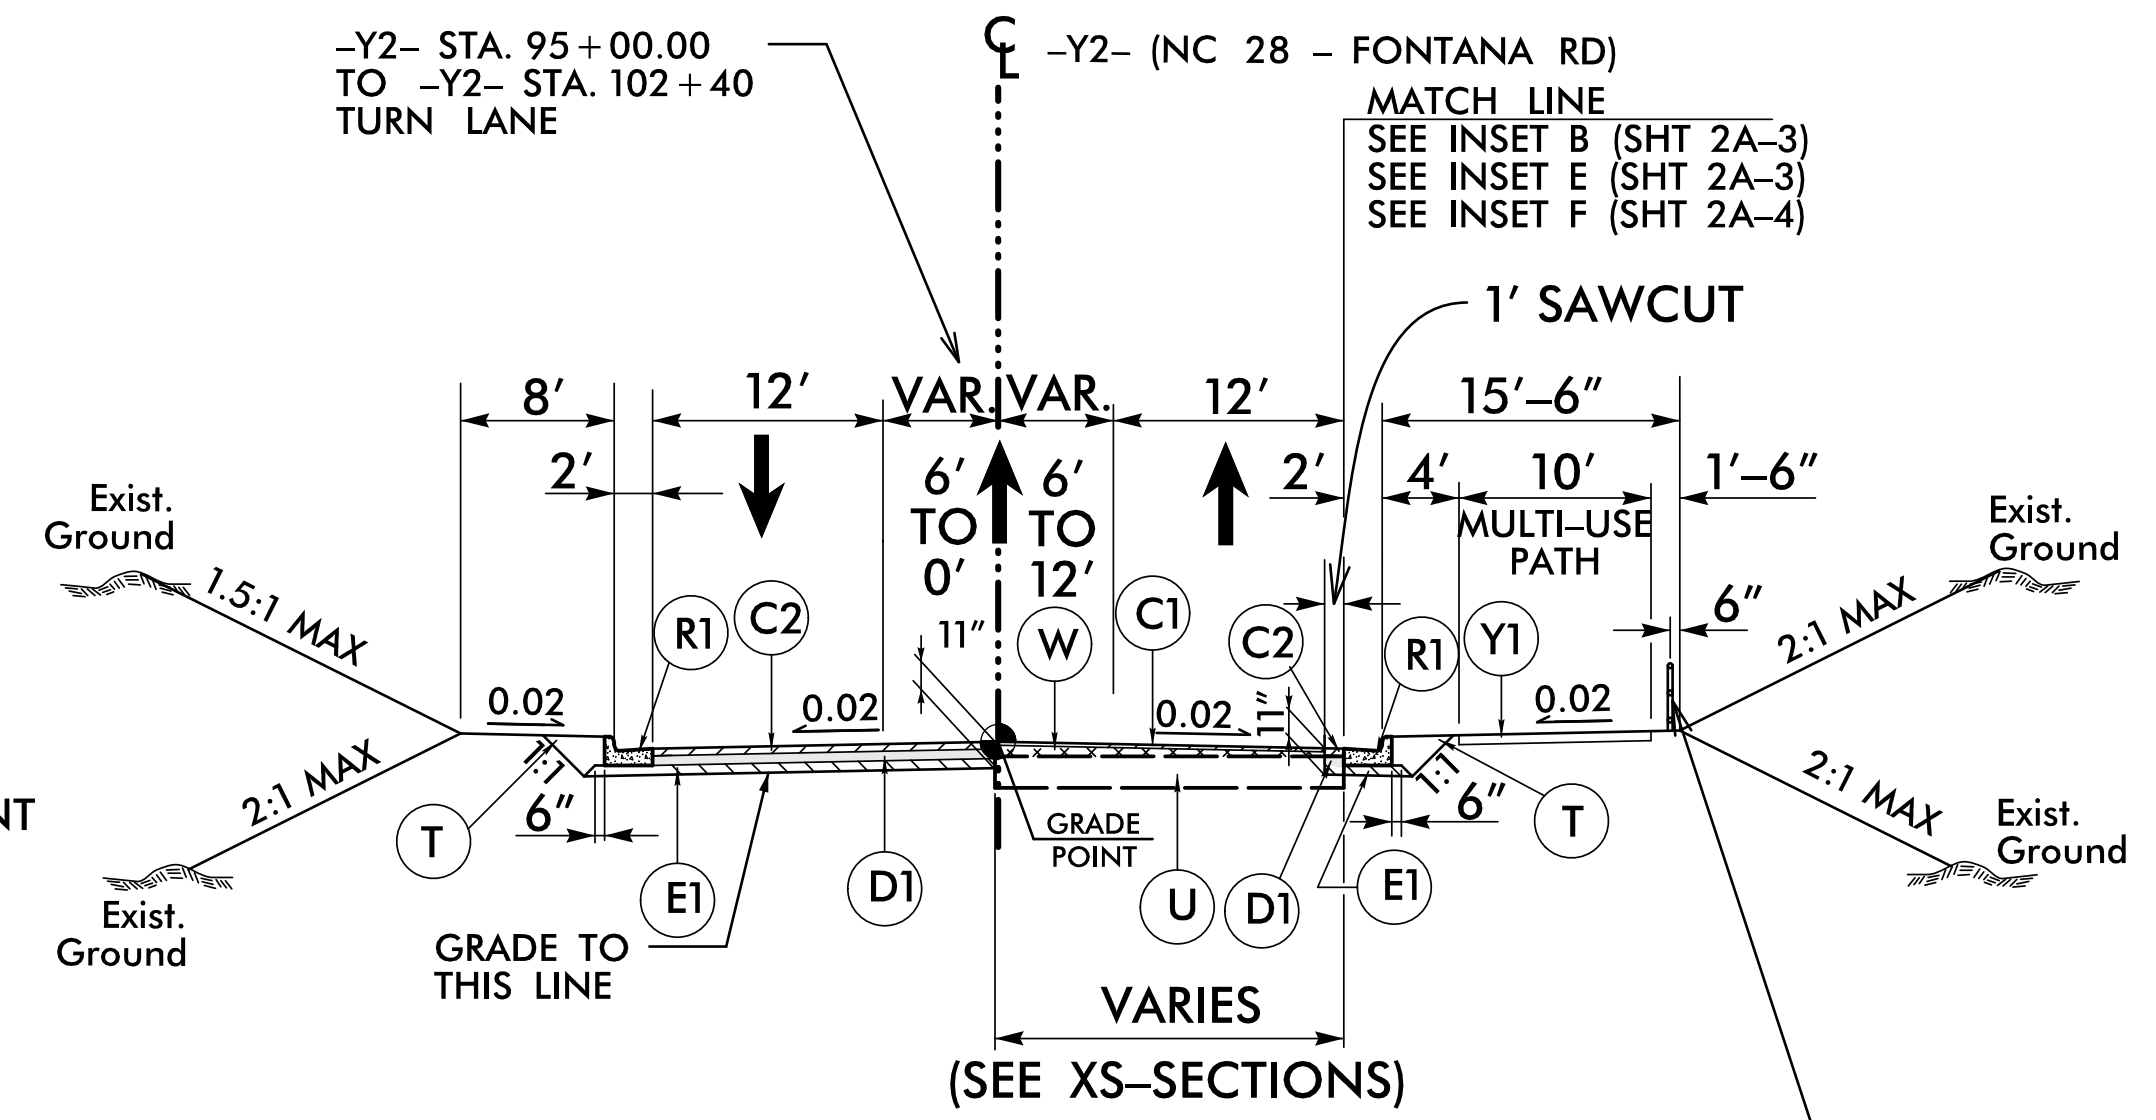 –Y2– STA. 95+00.00
TO –Y2– STA. 102+40
TURN LANE
CL –Y2– (NC 28 – FONTANA RD)
MATCH LINE
SEE INSET B (SHT 2A–3)
SEE INSET E (SHT 2A–3)
SEE INSET F (SHT 2A–4)
1' SAWCUT
8' 12' VAR. VAR. 12' 15'–6"
2' 6' 6' 2' 4' 10' 1'–6"
TO TO
0' 12'
MULTI–USE
PATH
Exist.
Ground
Exist.
Ground
1.5:1 MAX
2:1 MAX
6"
R1 C2 11" W C1 C2 R1 Y1
0.02 0.02 0.02 11" 0.02
1:1 1:1
2:1 MAX
2:1 MAX
NT
T 6" E1 D1
GRADE
POINT
U D1 E1 6" T
Exist.
Ground
Exist.
Ground
GRADE TO
THIS LINE
VARIES
(SEE XS–SECTIONS)